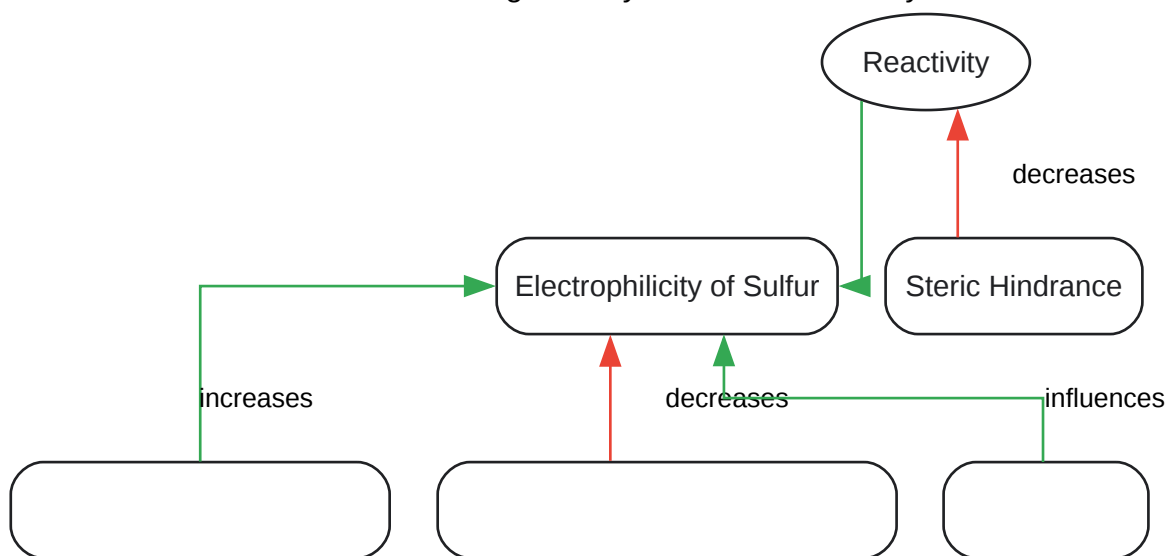 Reactivity
decreases
Electrophilicity of Sulfur
Steric Hindrance
increases
decreases
influences